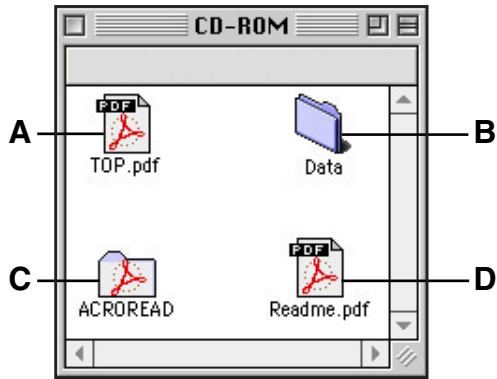 CD-ROM
PDF
A
TOP.pdf
B
Data
C
ACROREAD
PDF
D
Readme.pdf